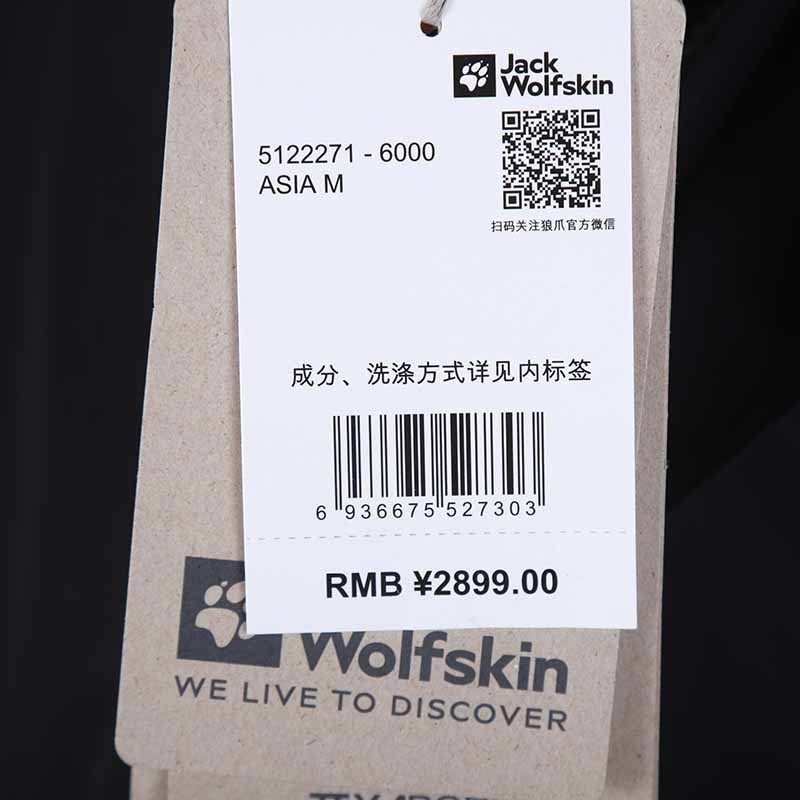 Jack
Wolfskin
5122271 - 6000
ASIA M
扫码关注狼爪官方微信
成分、洗涤方式详见内标签
6 936675 527303
RMB ¥2899.00
Wolfskin
WE LIVE TO DISCOVER